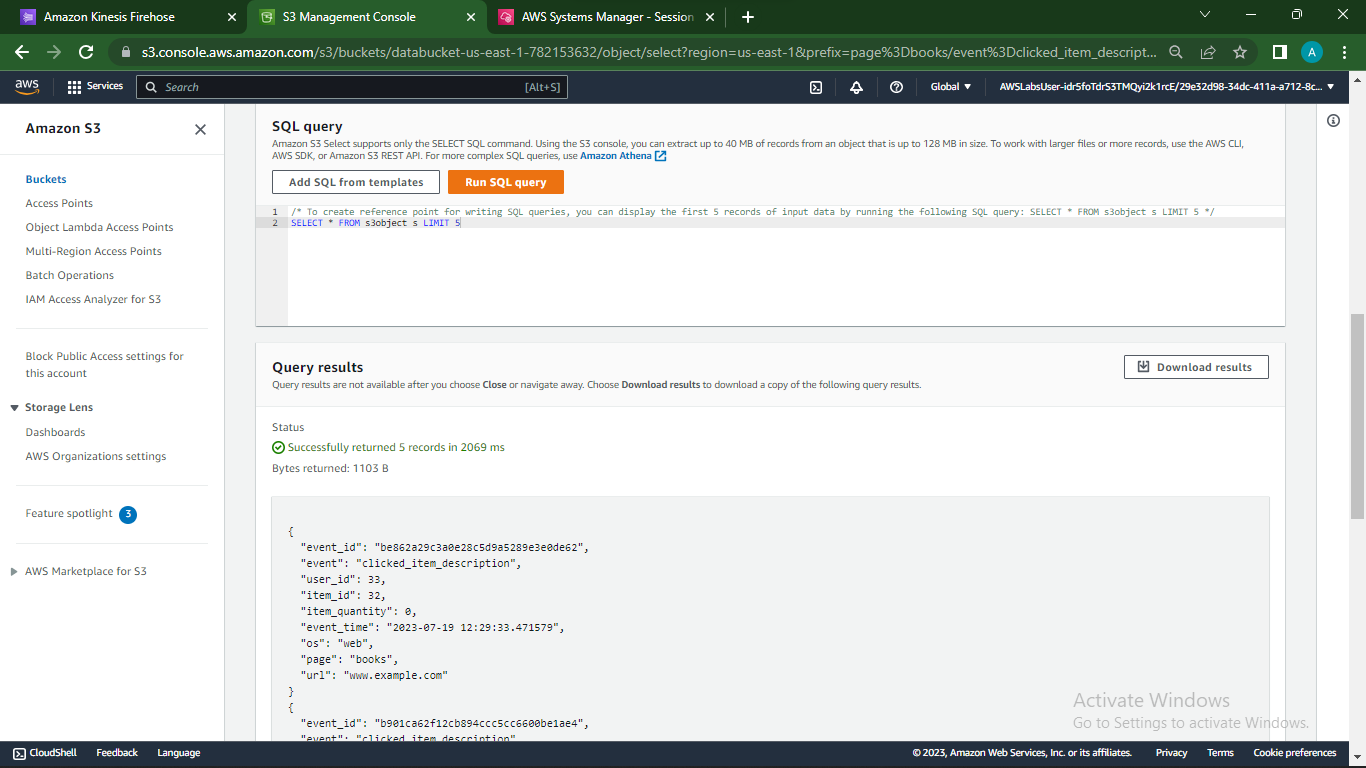 Amazon Kinesis Firehose
S3 Management Console
AWS Systems Manager - Session
s3.console.aws.amazon.com/s3/buckets/databucket-us-east-1-782153632/object/select?region=us-east-1&prefix=page%3Dbooks/event%3Dclicked_item_descript...
A
aws
Services
Search
[Alt+S]
Global
AWSLabsUser-idr5foTdrS3TMQyi2k1rcE/29e32d98-34dc-411a-a712-8c...
Amazon S3
Buckets
Access Points
Object Lambda Access Points
Multi-Region Access Points
Batch Operations
IAM Access Analyzer for S3
Block Public Access settings for
this account
Storage Lens
Dashboards
AWS Organizations settings
Feature spotlight 3
AWS Marketplace for S3
SQL query
Amazon S3 Select supports only the SELECT SQL command. Using the S3 console, you can extract up to 40 MB of records from an object that is up to 128 MB in size. To work with larger files or more records, use the AWS CLI,
AWS SDK, or Amazon S3 REST API. For more complex SQL queries, use Amazon Athena
Add SQL from templates
Run SQL query
1 /* To create reference point for writing SQL queries, you can display the first 5 records of input data by running the following SQL query: SELECT * FROM s3object s LIMIT 5 */
2 SELECT * FROM s3object s LIMIT 5
Query results
Query results are not available after you choose Close or navigate away. Choose Download results to download a copy of the following query results.
Download results
Status
Successfully returned 5 records in 2069 ms
Bytes returned: 1103 B
{
"event_id": "be862a29c3a0e28c5d9a5289e3e0de62",
"event": "clicked_item_description",
"user_id": 33,
"item_id": 32,
"item_quantity": 0,
"event_time": "2023-07-19 12:29:33.471579",
"os": "web",
"page": "books",
"url": "www.example.com"
}
{
"event_id": "b901ca62f12cb894ccc5cc6600be1ae4",
"event": "clicked_item_description"
Activate Windows
Go to Settings to activate Windows.
CloudShell
Feedback
Language
© 2023, Amazon Web Services, Inc. or its affiliates.
Privacy
Terms
Cookie preferences